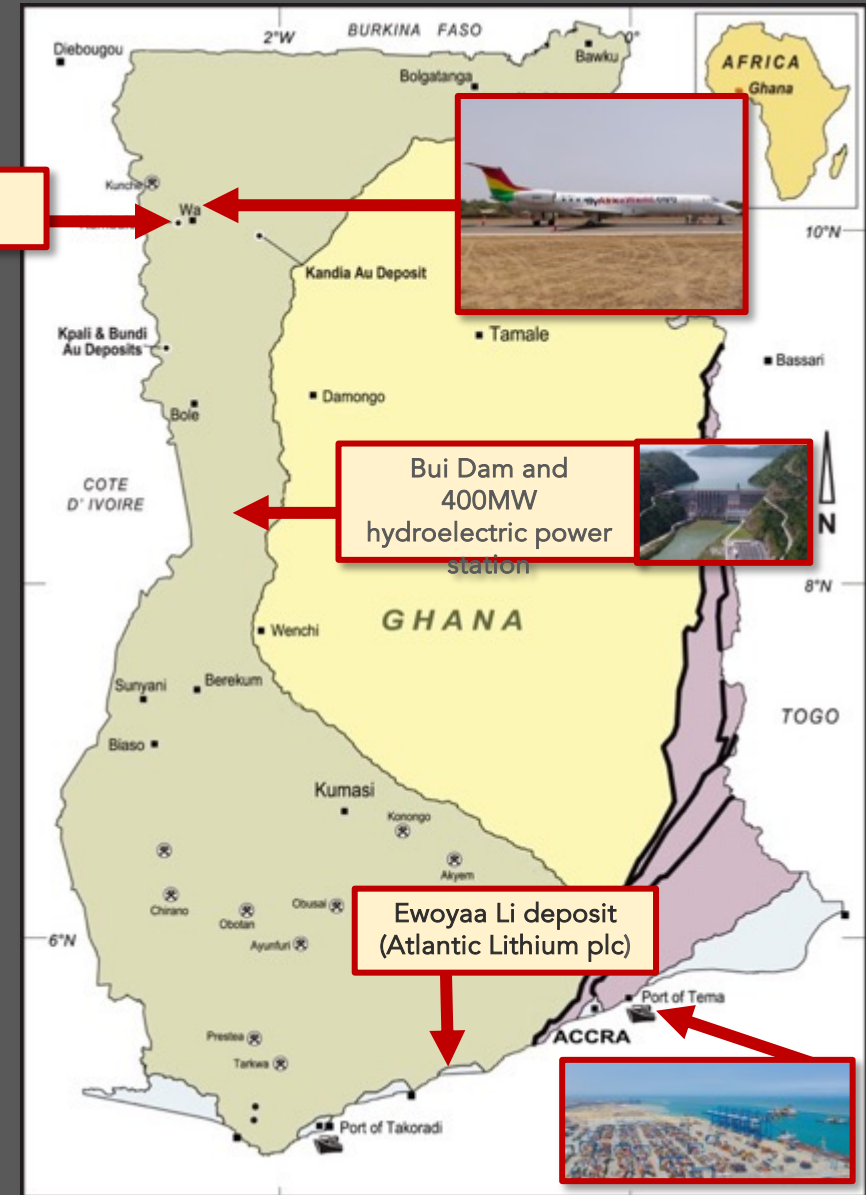 BURKINA FASO
2°W
0°
Diebougou
Bawku
Bolgatanga
AFRICA
Ghana
Kunche
Wa
10°N
Kandia Au Deposit
Kpali & Bundi
Au Deposits
Tamale
Bassari
Damongo
Bole
COTE
D' IVOIRE
Bui Dam and
400MW
hydroelectric power
station
N
8°N
GHANA
Wenchi
Sunyani
Berekum
TOGO
Biaso
Kumasi
Konongo
Akyem
Chirano
Obotan
Obusai
Ayunfuri
Ewoyaa Li deposit
(Atlantic Lithium plc)
6°N
Port of Tema
ACCRA
Prestea
Tarkwa
Port of Takoradi